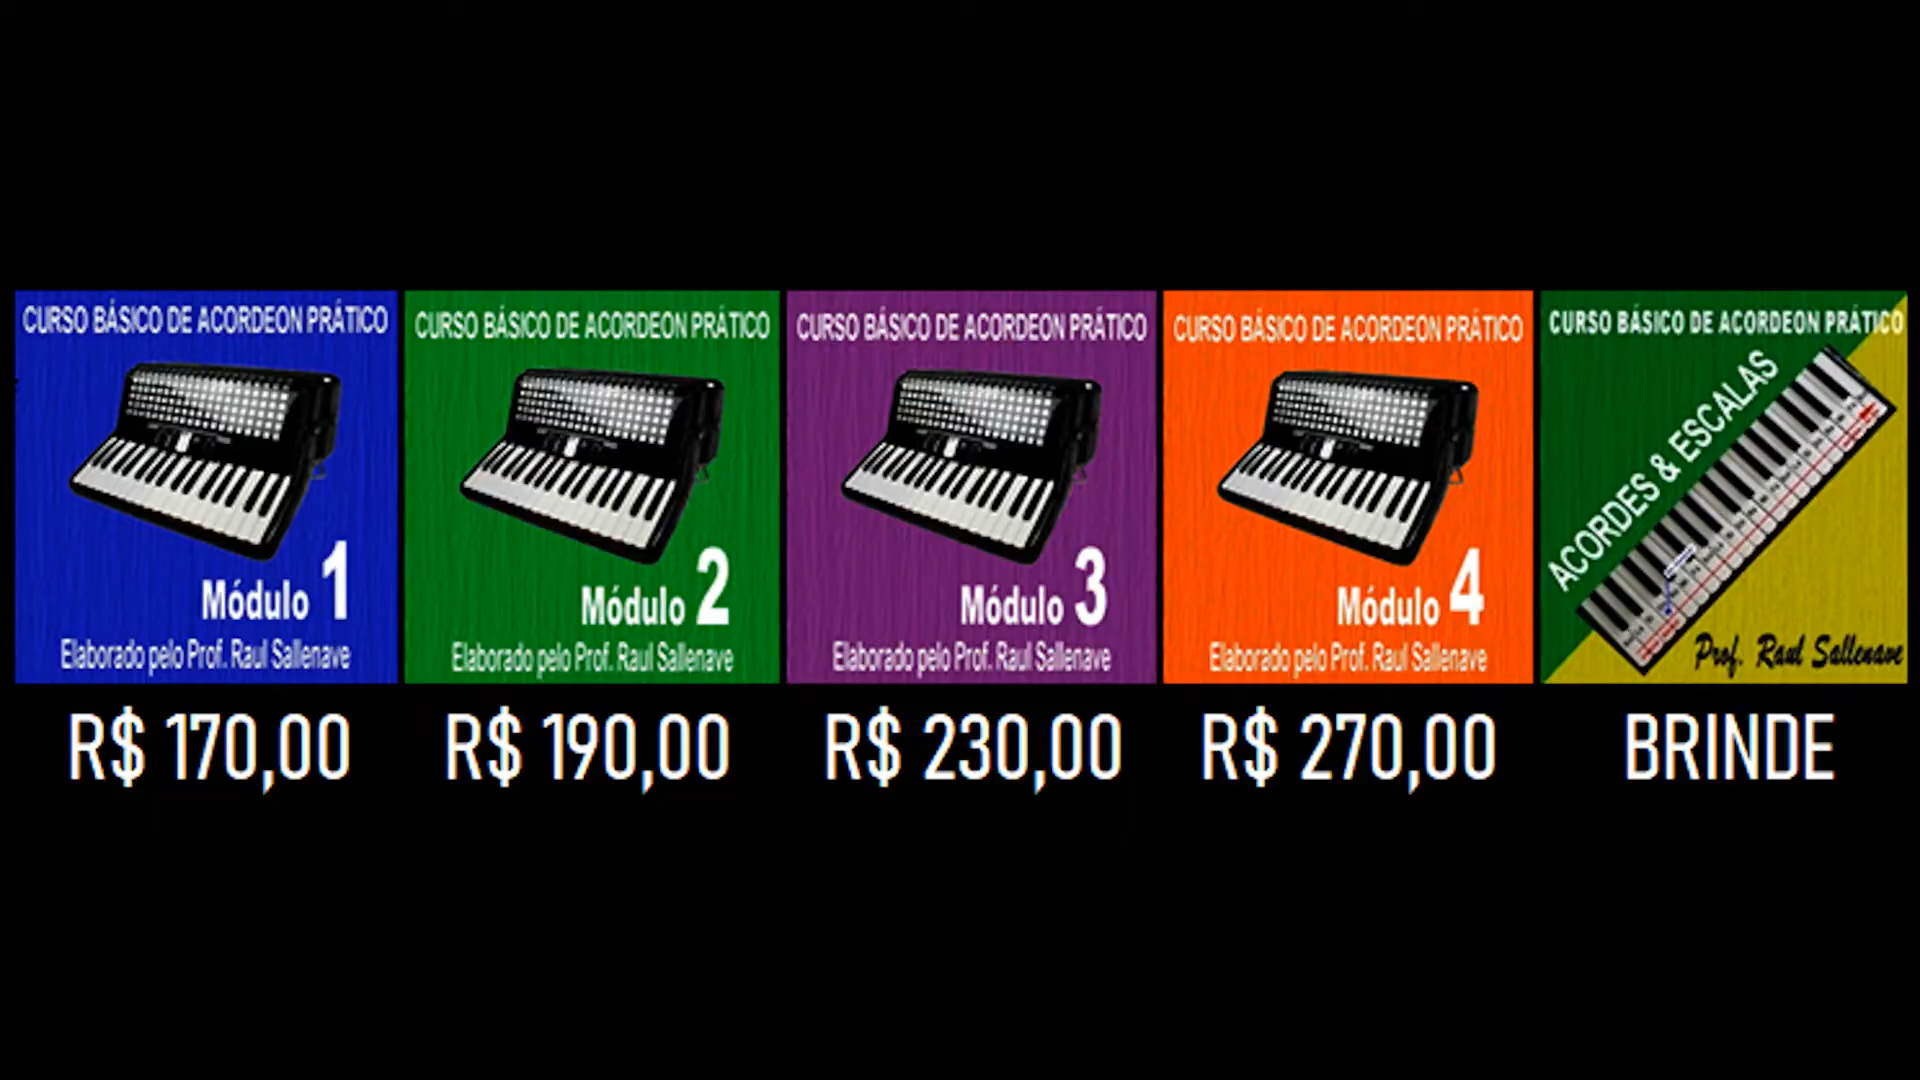 CURSO BÁSICO DE ACORDEON PRÁTICO
Módulo 1
Elaborado pelo Prof. Raul Sallenave
R$ 170,00
CURSO BÁSICO DE ACORDEON PRÁTICO
Módulo 2
Elaborado pelo Prof. Raul Sallenave
R$ 190,00
CURSO BÁSICO DE ACORDEON PRÁTICO
Módulo 3
Elaborado pelo Prof. Raul Sallenave
R$ 230,00
CURSO BÁSICO DE ACORDEON PRÁTICO
Módulo 4
Elaborado pelo Prof. Raul Sallenave
R$ 270,00
CURSO BÁSICO DE ACORDEON PRÁTICO
ACORDES & ESCALAS
Prof. Raul Sallenave
BRINDE